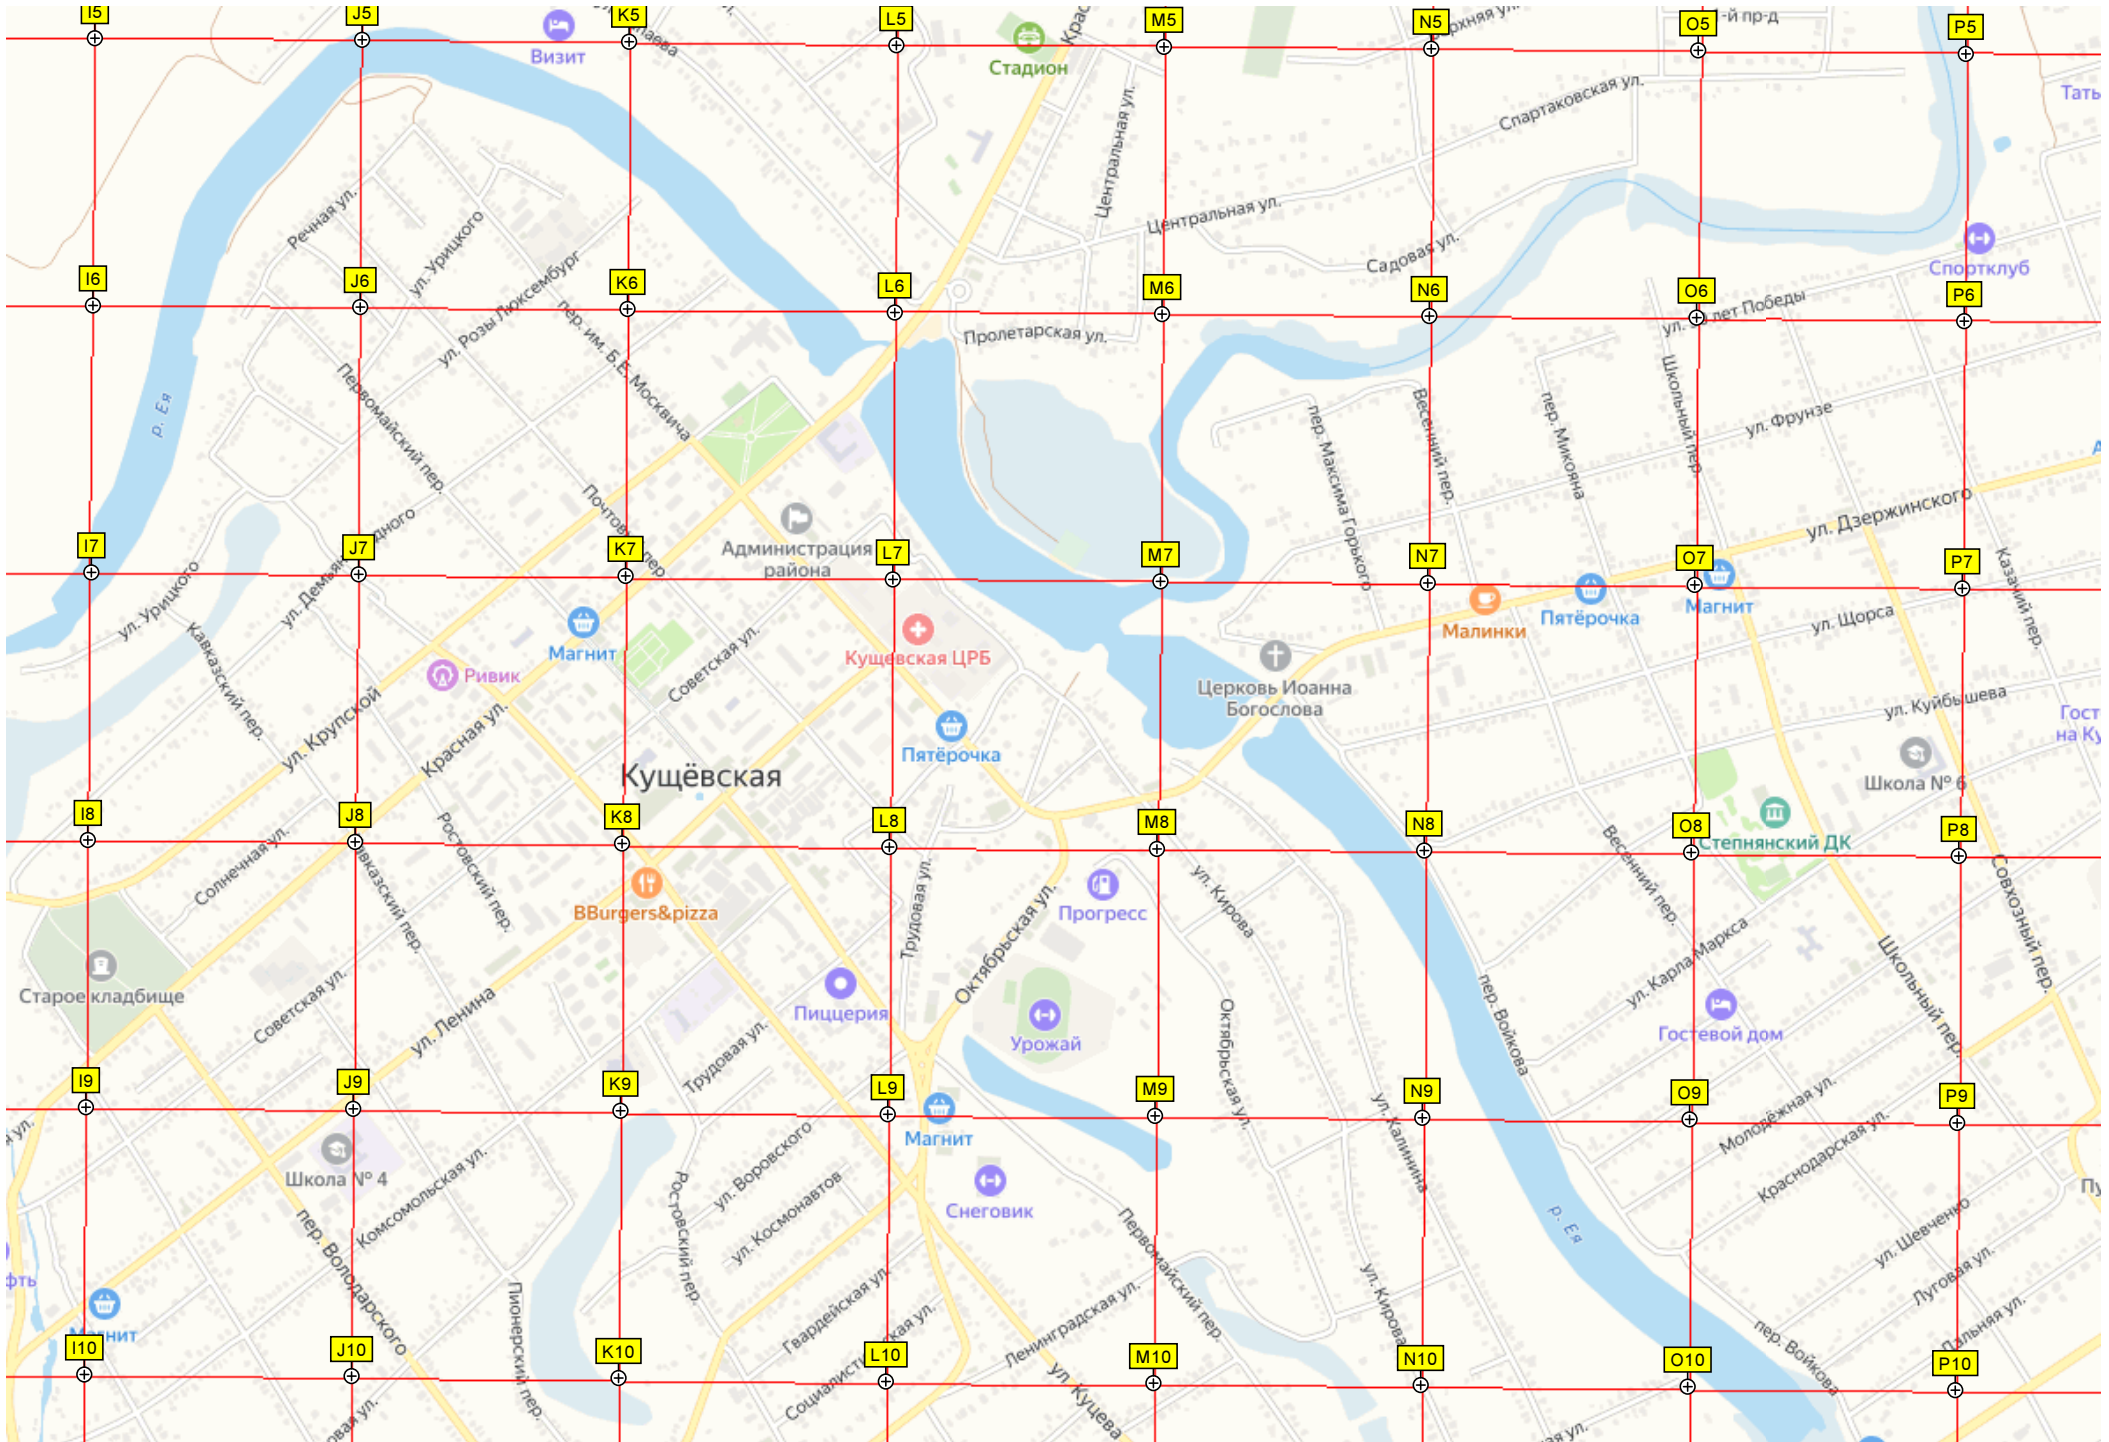 I5
J5
K5
L5
M5
N5
O5
P5
Визит
Стадион
1-й пр-д
Спартаковская ул.
Центральная ул.
Центральная ул.
Садовая ул.
Речная ул.
ул. Урицкого
Спортклуб
I6
J6
K6
L6
M6
N6
O6
P6
ул. Розы Люксембург
пер. им. Б.Е. Москвича
Пролетарская ул.
р. Ея
Первомайский пер.
пер. Максима Горького
Весенний пер.
пер. Микояна
Школьный пер.
ул. Фрунзе
ул. Дзержинского
Администрация
района
I7
J7
K7
L7
M7
N7
O7
P7
ул. Урицкого
Кавказский пер.
Магнит
Ривик
Советская ул.
Кущёвская ЦРБ
Малинки
Пятёрочка
Магнит
ул. Щорса
Казачий пер.
Церковь Иоанна
Богослова
ул. Крупской
Красная ул.
Пятёрочка
ул. Куйбышева
Кущёвская
Школа № 6
I8
J8
K8
L8
M8
N8
O8
P8
Солнечная ул.
Ростовский пер.
Степнянский ДК
Весенний пер.
BBurgers&pizza
Трудовая ул.
Октябрьская ул.
Прогресс
ул. Кирова
Совхозный пер.
Старое кладбище
Советская ул.
ул. Ленина
Пиццерия
Урожай
Октябрьская ул.
пер. Войкова
ул. Карла Маркса
Гостевой дом
Школьный пер.
Трудовая ул.
I9
J9
K9
L9
M9
N9
O9
P9
Магнит
ул. Калинина
Молодёжная ул.
Краснодарская ул.
Школа № 4
Комсомольская ул.
ул. Воровского
ул. Космонавтов
Ростовский пер.
Снеговик
Первомайский пер.
р. Ея
ул. Шевченко
Луговая ул.
Дальняя ул.
пер. Володарского
Пионерский пер.
Гвардейская ул.
Ленинградская ул.
ул. Кирова
пер. Войкова
I10
J10
K10
L10
M10
N10
O10
P10
ул. Куцева